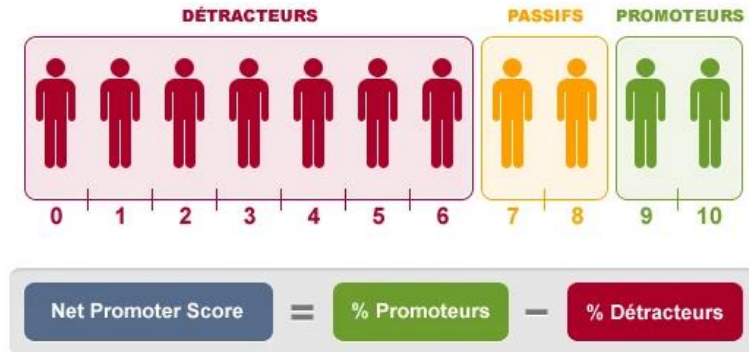 DÉTRACTEURS PASSIFS PROMOTEURS
0 1 2 3 4 5 6 7 8 9 10
Net Promoter Score = % Promoteurs – % Détracteurs